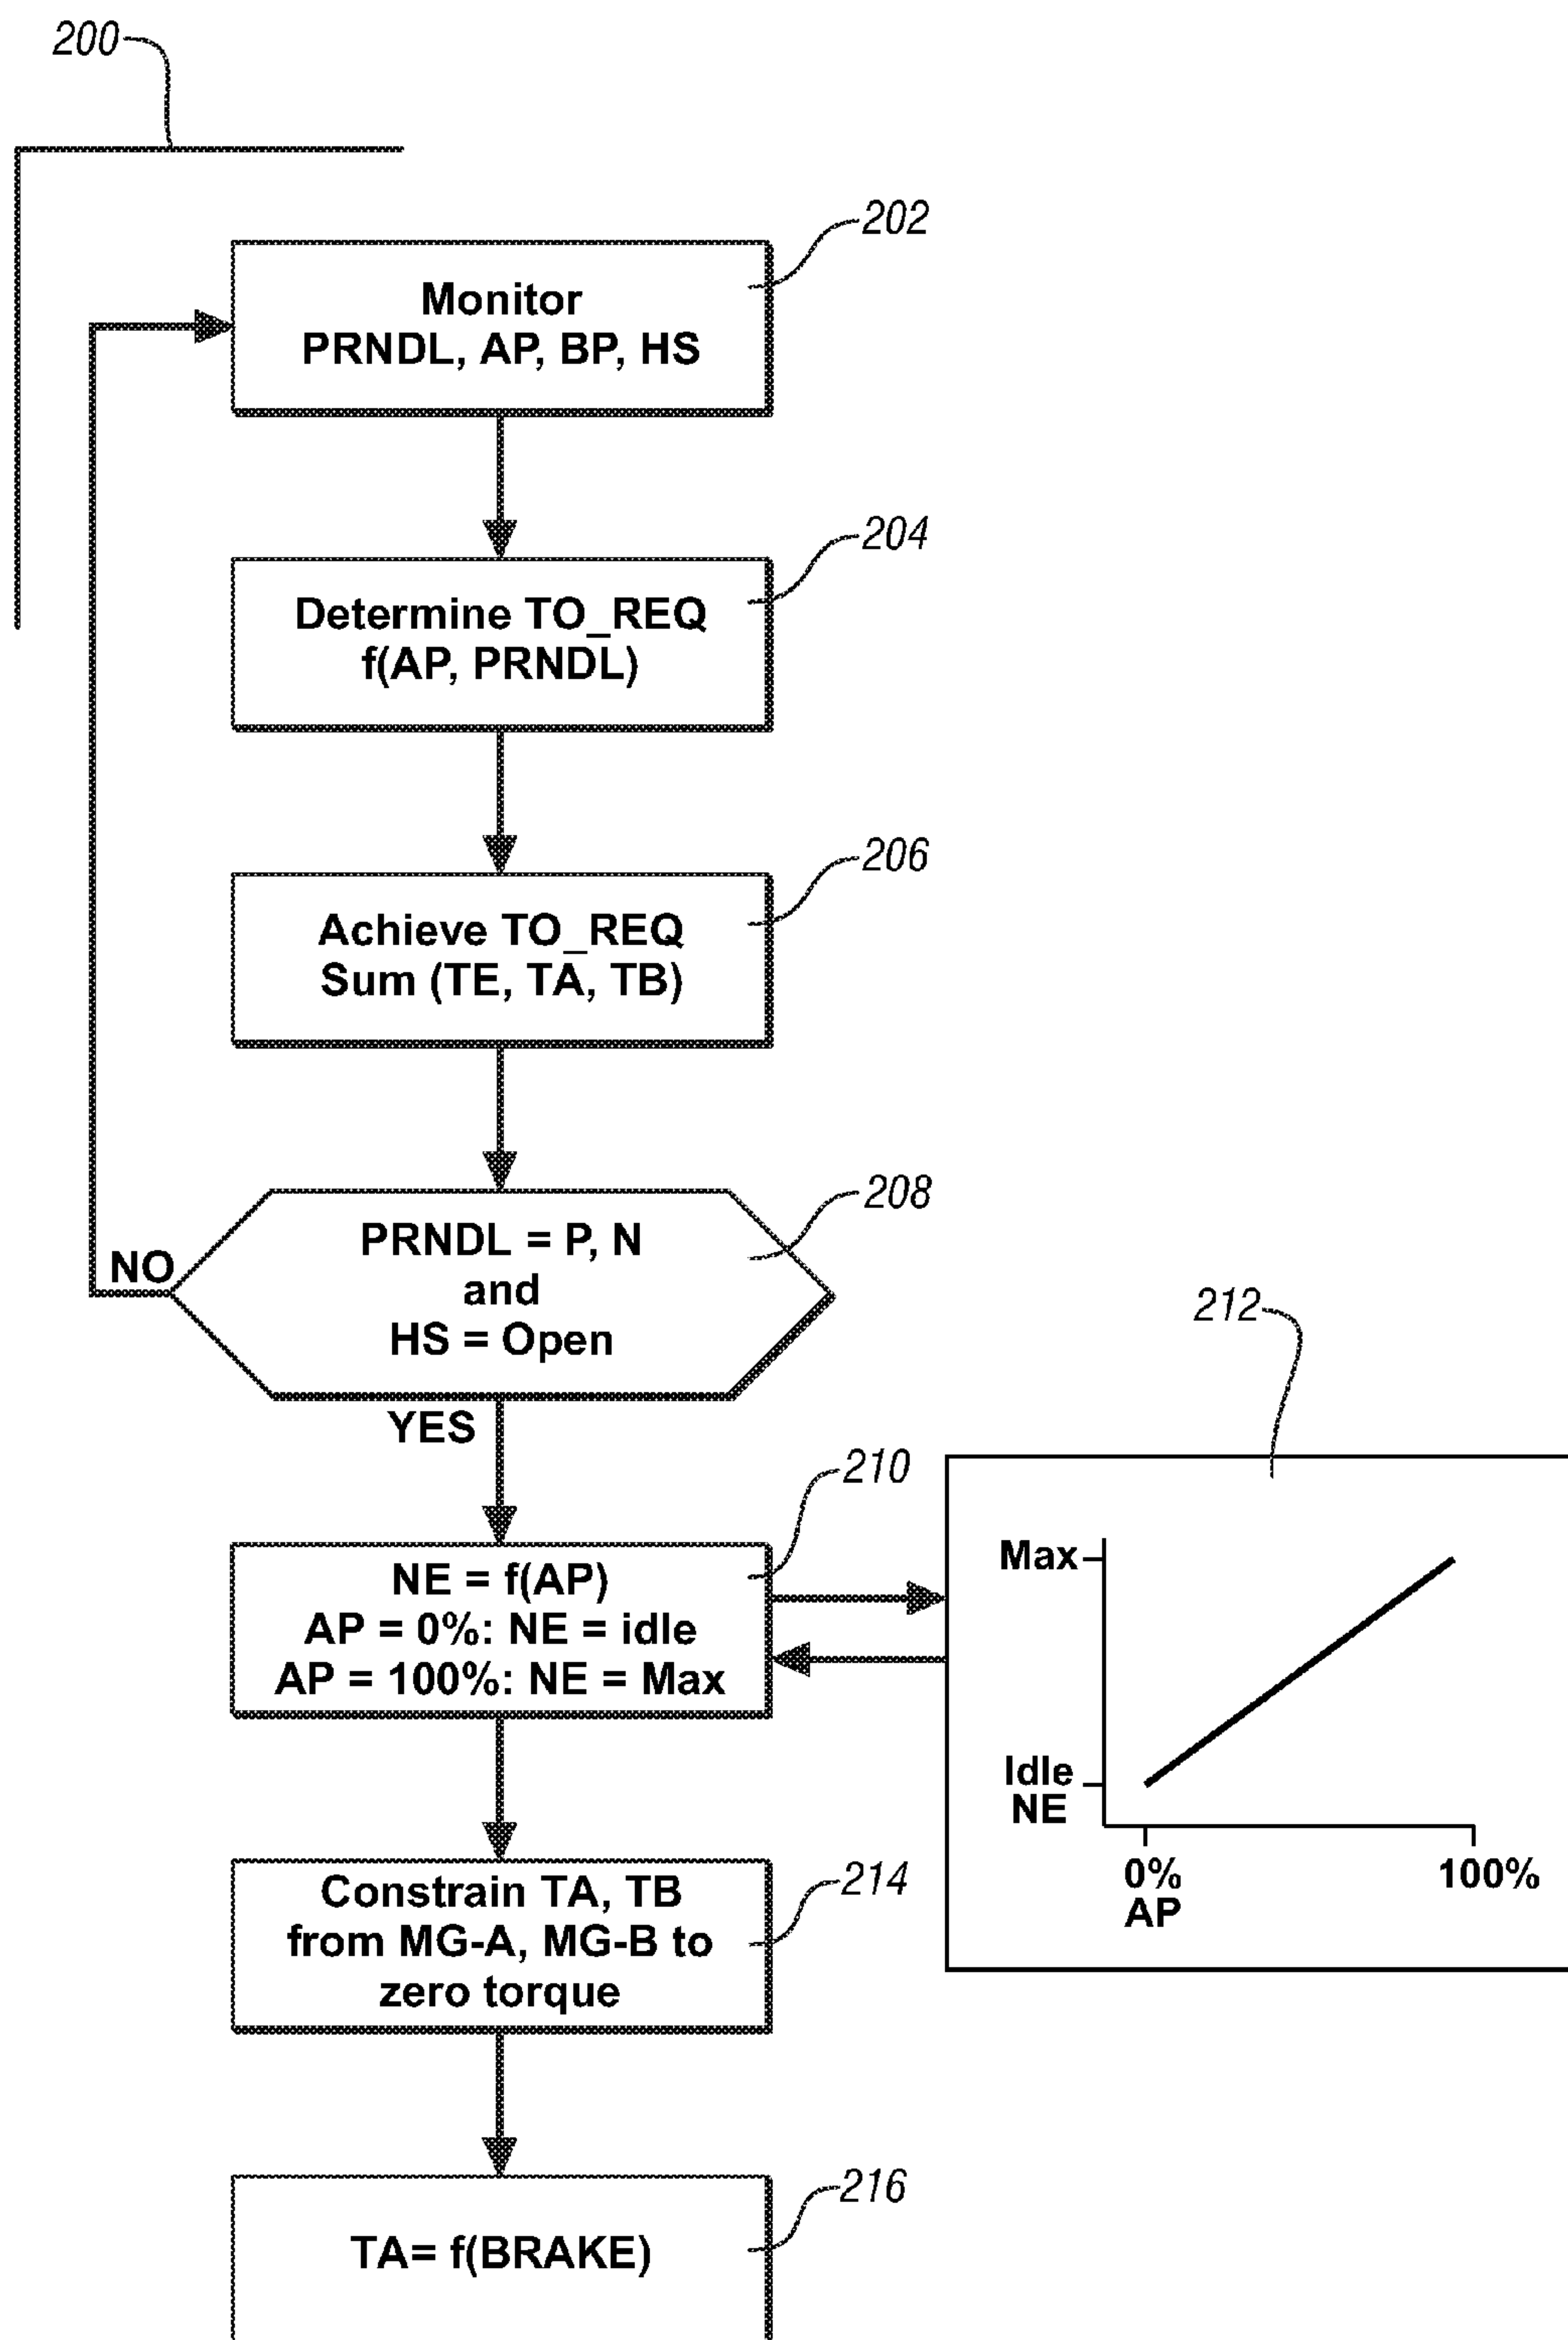 200
202
Monitor
PRNDL, AP, BP, HS
204
Determine TO_REQ
f(AP, PRNDL)
206
Achieve TO_REQ
Sum (TE, TA, TB)
208
PRNDL = P, N
and
HS = Open
NO
YES
210
NE = f(AP)
AP = 0%: NE = idle
AP = 100%: NE = Max
212
Max
Idle
NE
0%
100%
AP
214
Constrain TA, TB
from MG-A, MG-B to
zero torque
216
TA= f(BRAKE)